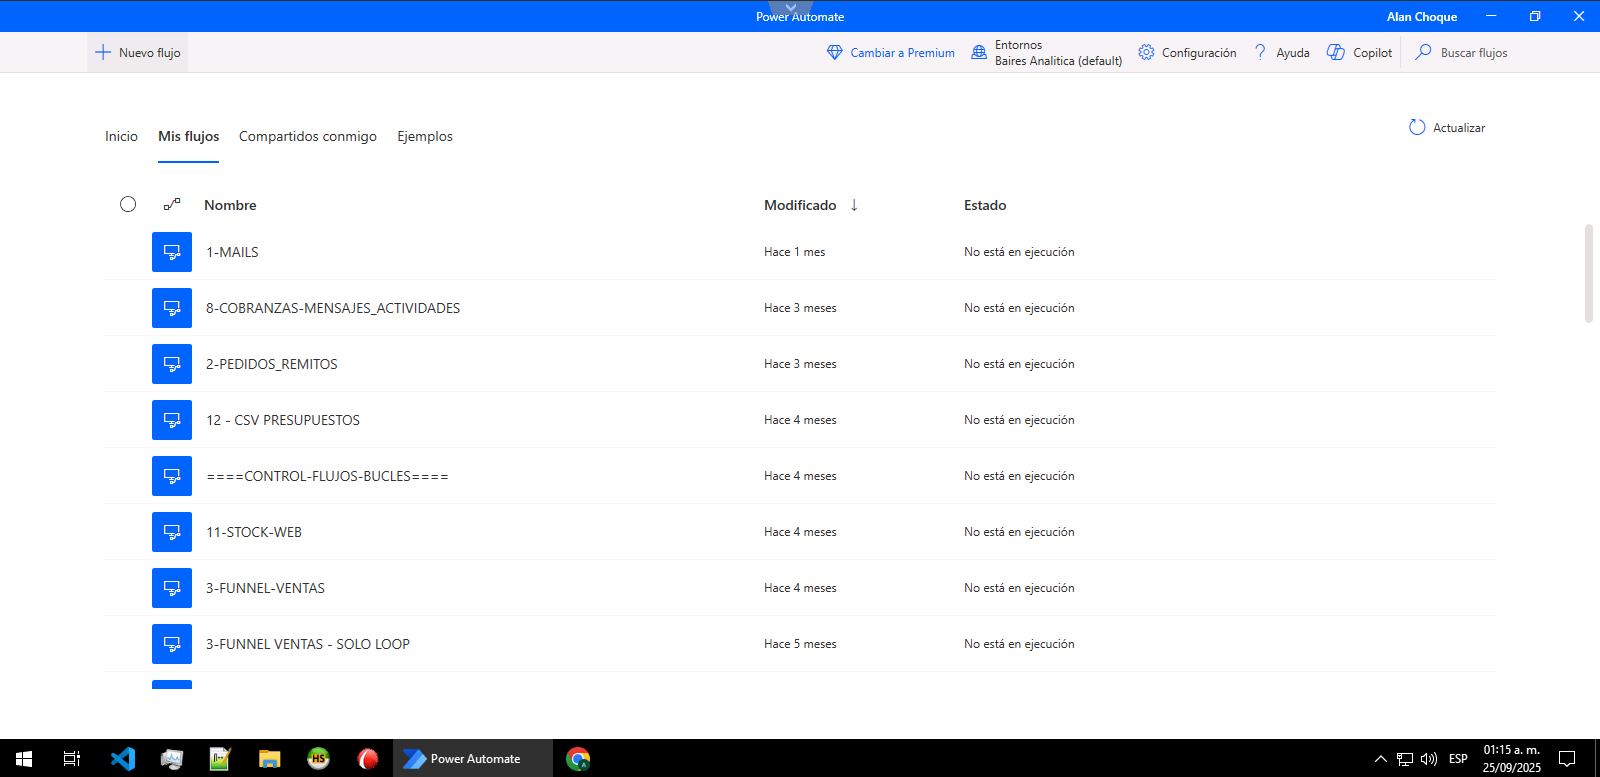 Power Automate
Alan Choque
Nuevo flujo
Cambiar a Premium
Entornos
Baires Analitica (default)
Configuración
Ayuda
Copilot
Buscar flujos
Inicio
Mis flujos
Compartidos conmigo
Ejemplos
Actualizar
Nombre
Modificado
Estado
1-MAILS
Hace 1 mes
No está en ejecución
8-COBRANZAS-MENSAJES_ACTIVIDADES
Hace 3 meses
No está en ejecución
2-PEDIDOS_REMITOS
Hace 3 meses
No está en ejecución
12 - CSV PRESUPUESTOS
Hace 4 meses
No está en ejecución
====CONTROL-FLUJOS-BUCLES====
Hace 4 meses
No está en ejecución
11-STOCK-WEB
Hace 4 meses
No está en ejecución
3-FUNNEL-VENTAS
Hace 4 meses
No está en ejecución
3-FUNNEL VENTAS - SOLO LOOP
Hace 5 meses
No está en ejecución
HS
Power Automate
A
ESP
01:15 a. m.
25/09/2025